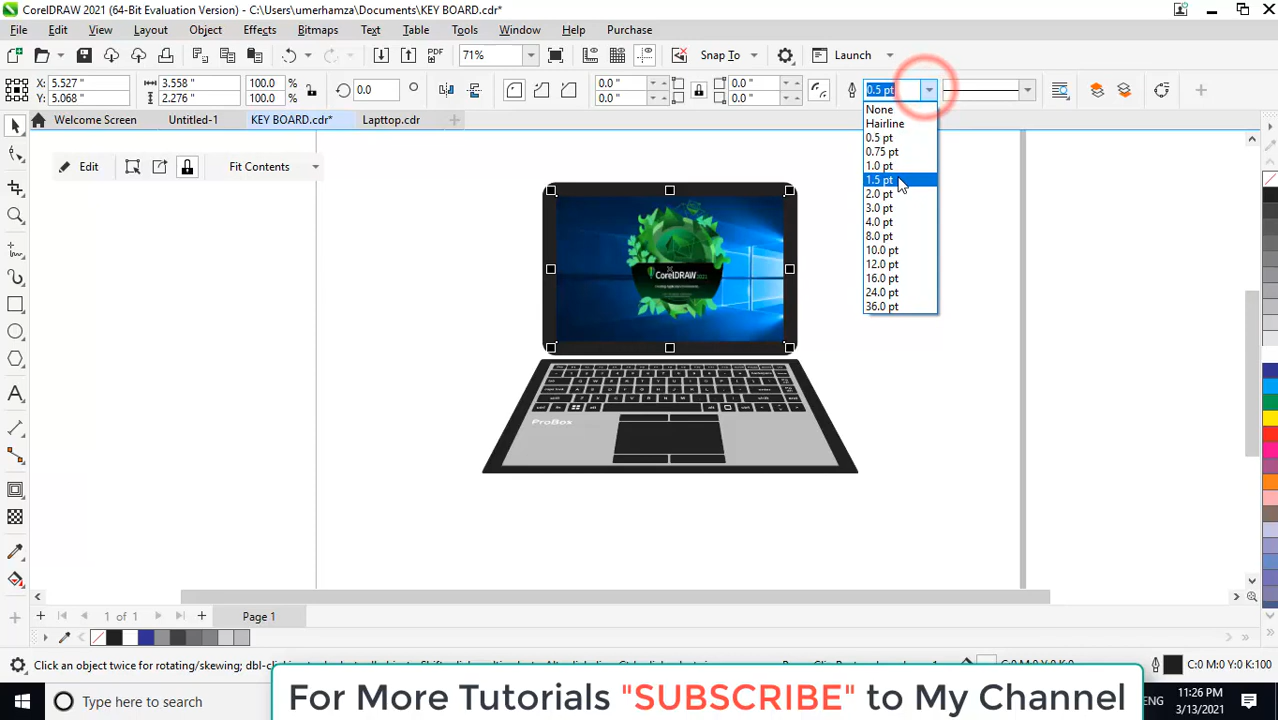 CorelDRAW 2021 (64-Bit Evaluation Version) - C:\Users\umerhamza\Documents\KEY BOARD.cdr*
File Edit View Layout Object Effects Bitmaps Text Table Tools Window Help Purchase
PDF 71% Snap To Launch
X: 5.527 " 3.558 " 100.0 % 0.0 ° 0.0 " 0.0 " 0.5 pt
Y: 5.068 " 2.276 " 100.0 % 0.0 " 0.0 "
Welcome Screen Untitled-1 KEY BOARD.cdr* Lapttop.cdr
None
Hairline
0.5 pt
0.75 pt
1.0 pt
1.5 pt
2.0 pt
3.0 pt
4.0 pt
8.0 pt
10.0 pt
12.0 pt
16.0 pt
24.0 pt
36.0 pt
Edit Fit Contents
CorelDRAW 2021
ProBox
1 of 1 Page 1
Click an object twice for rotating/skewing;
K:100
C:0 M:0 Y:0 K:100
For More Tutorials "SUBSCRIBE" to My Channel
Type here to search
ENG
11:26 PM
3/13/2021